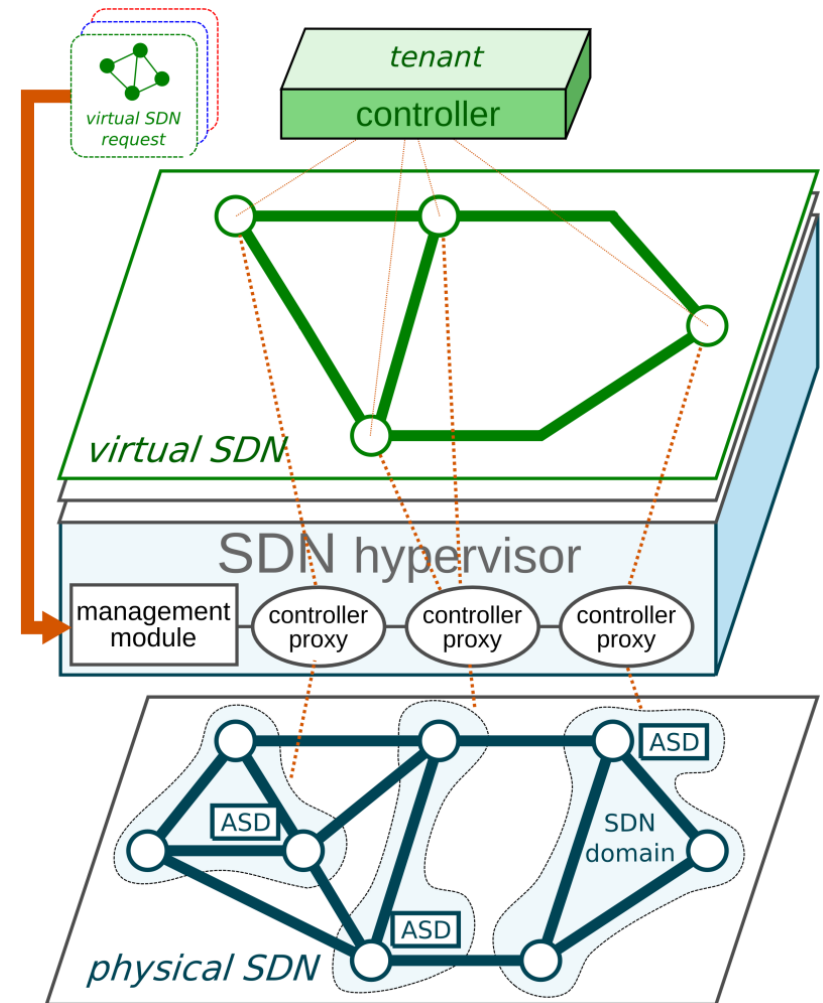 virtual SDN
request
tenant
controller
virtual SDN
SDN hypervisor
management
module
controller
proxy
controller
proxy
controller
proxy
ASD
ASD
SDN
domain
ASD
physical SDN